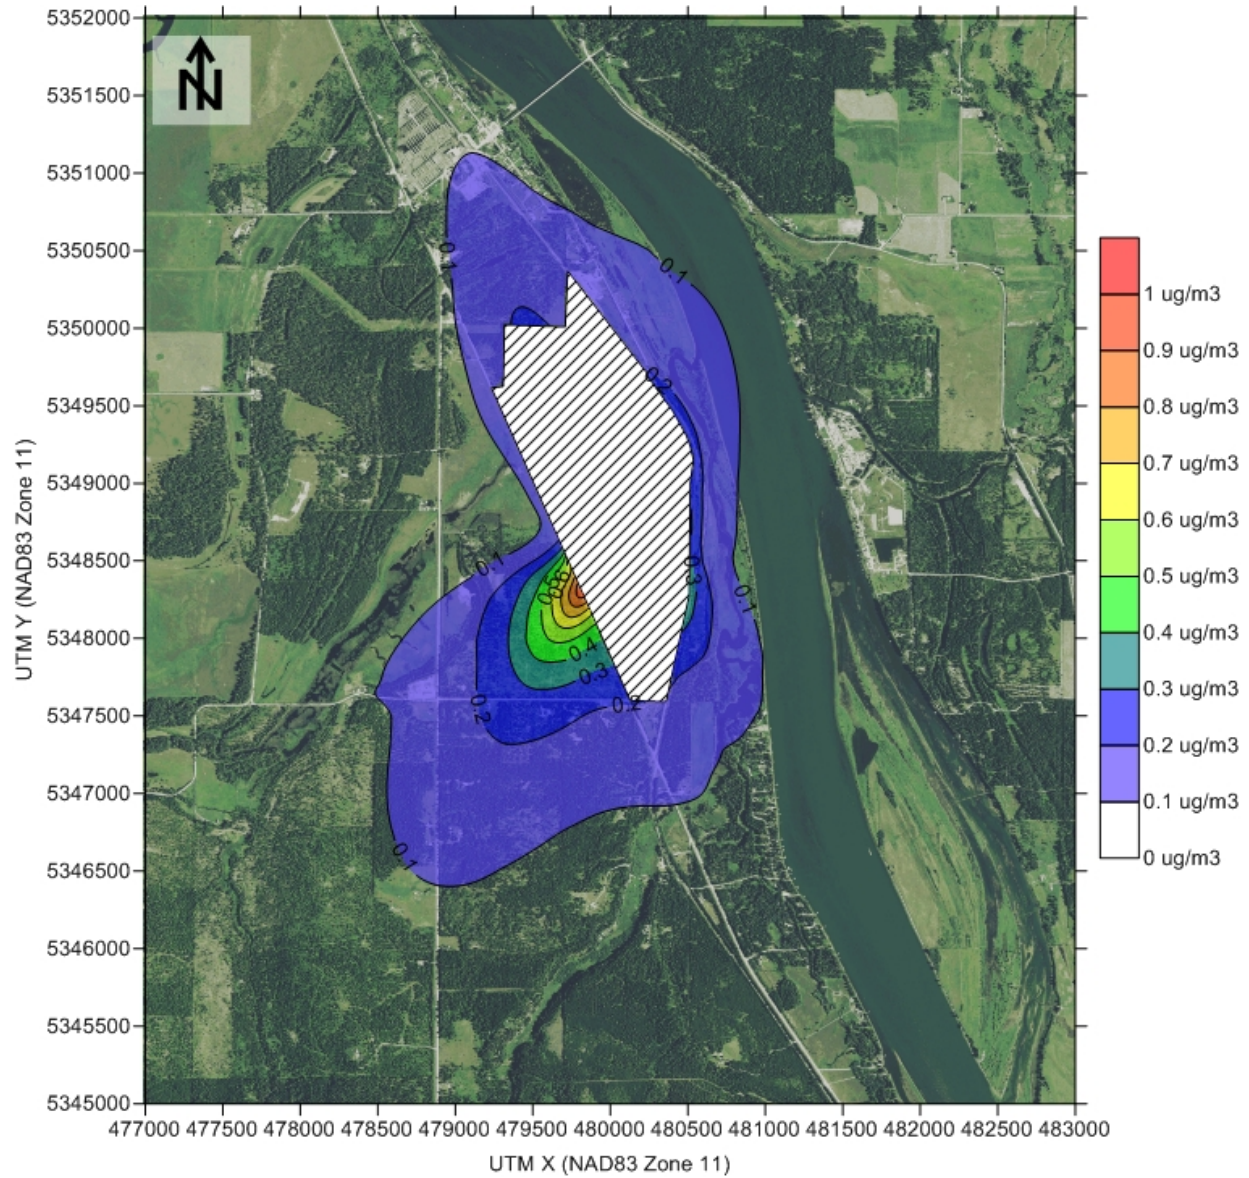 5352000
5351500
5351000
5350500
5350000
5349500
5349000
5348500
5348000
5347500
5347000
5346500
5346000
5345500
5345000
UTM Y (NAD83 Zone 11)
N
0.1
0.1
0.2
0.1
0.5
0.6
0.3
0.1
0.4
0.3
0.2
0.2
0.1
1 ug/m3
0.9 ug/m3
0.8 ug/m3
0.7 ug/m3
0.6 ug/m3
0.5 ug/m3
0.4 ug/m3
0.3 ug/m3
0.2 ug/m3
0.1 ug/m3
0 ug/m3
477000 477500 478000 478500 479000 479500 480000 480500 481000 481500 482000 482500 483000
UTM X (NAD83 Zone 11)